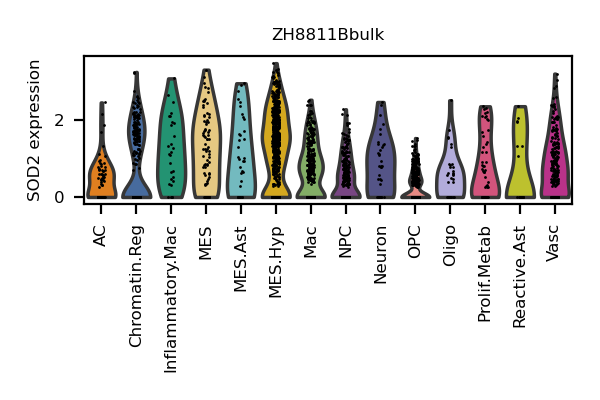 ZH8811Bbulk
SOD2 expression
2
0
AC
Chromatin.Reg
Inflammatory.Mac
MES
MES.Ast
MES.Hyp
Mac
NPC
Neuron
OPC
Oligo
Prolif.Metab
Reactive.Ast
Vasc